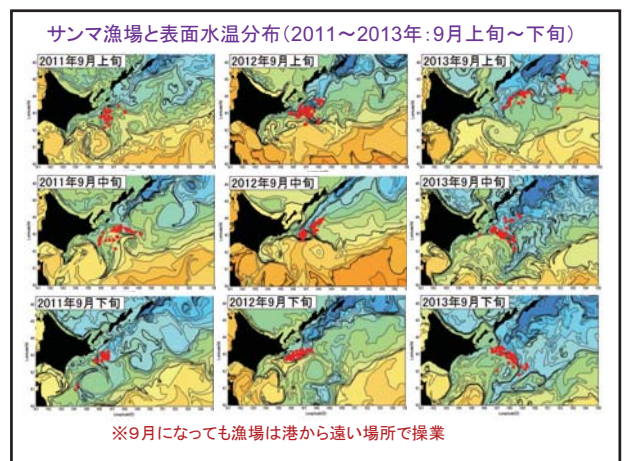 サンマ漁場と表面水温分布(2011～2013年:9月上旬～下旬)
2011年9月上旬
2012年9月上旬
2013年9月上旬
2011年9月中旬
2012年9月中旬
2013年9月中旬
2011年9月下旬
2012年9月下旬
2013年9月下旬
※9月になっても漁場は港から遠い場所で操業